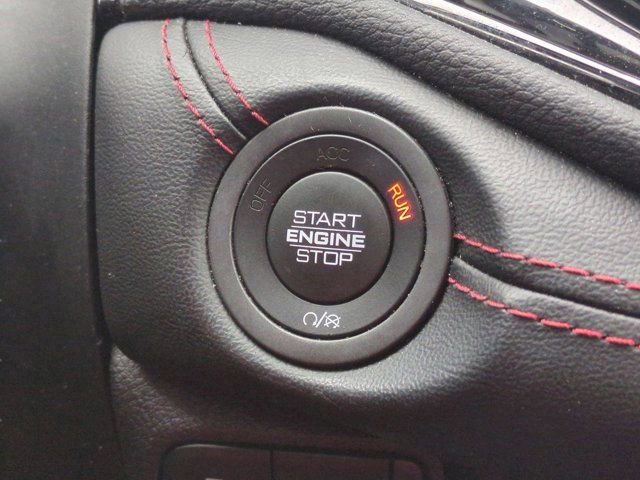 OFF
ACC
RUN
START
ENGINE
STOP